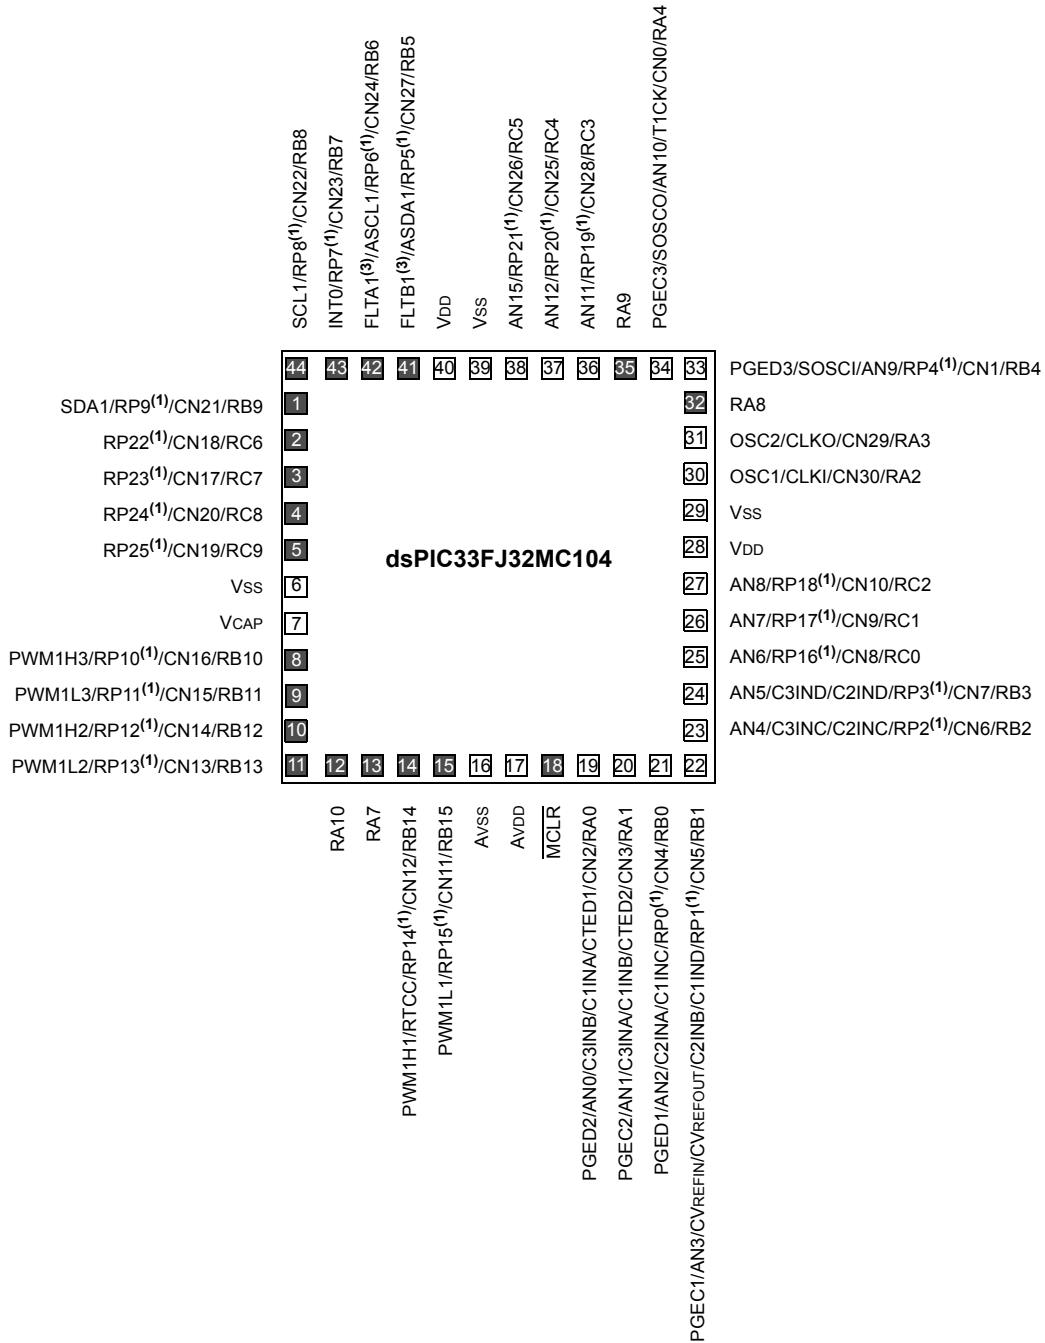 SCL1/RP8(1)/CN22/RB8
INT0/RP7(1)/CN23/RB7
FLTA1(3)/ASCL1/RP6(1)/CN24/RB6
FLTB1(3)/ASDA1/RP5(1)/CN27/RB5
VDD
VSS
AN15/RP21(1)/CN26/RC5
AN12/RP20(1)/CN25/RC4
AN11/RP19(1)/CN28/RC3
RA9
PGEC3/SOSCO/AN10/T1CK/CN0/RA4
44 43 42 41 40 39 38 37 36 35 34 33 PGED3/SOSCI/AN9/RP4(1)/CN1/RB4
SDA1/RP9(1)/CN21/RB9 1 32 RA8
RP22(1)/CN18/RC6 2 31 OSC2/CLKO/CN29/RA3
RP23(1)/CN17/RC7 3 30 OSC1/CLKI/CN30/RA2
RP24(1)/CN20/RC8 4 29 VSS
RP25(1)/CN19/RC9 5 28 VDD
dsPIC33FJ32MC104
VSS 6 27 AN8/RP18(1)/CN10/RC2
VCAP 7 26 AN7/RP17(1)/CN9/RC1
PWM1H3/RP10(1)/CN16/RB10 8 25 AN6/RP16(1)/CN8/RC0
PWM1L3/RP11(1)/CN15/RB11 9 24 AN5/C3IND/C2IND/RP3(1)/CN7/RB3
PWM1H2/RP12(1)/CN14/RB12 10 23 AN4/C3INC/C2INC/RP2(1)/CN6/RB2
PWM1L2/RP13(1)/CN13/RB13 11 12 13 14 15 16 17 18 19 20 21 22
RA10
RA7
PWM1H1/RTCC/RP14(1)/CN12/RB14
PWM1L1/RP15(1)/CN11/RB15
AVSS
AVDD
MCLR
PGED2/AN0/C3INB/C1INA/CTED1/CN2/RA0
PGEC2/AN1/C3INA/C1INB/CTED2/CN3/RA1
PGED1/AN2/C2INA/C1INC/RP0(1)/CN4/RB0
PGEC1/AN3/CVREFIN/CVREFOUT/C2INB/C1IND/RP1(1)/CN5/RB1